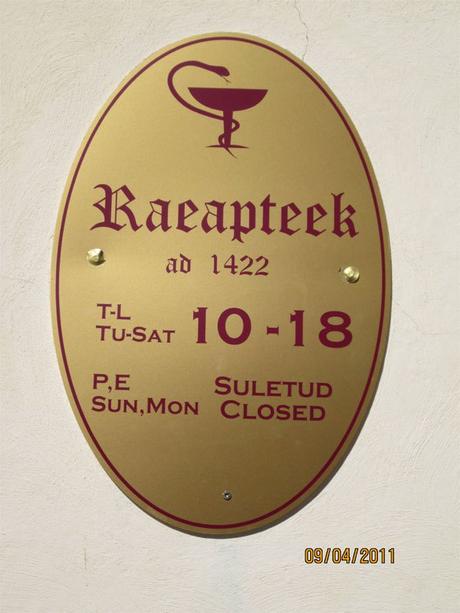 Raeapteek
ad 1422
T-L
Tu-Sat 10-18
P,E Suletud
Sun,Mon Closed
09/04/2011